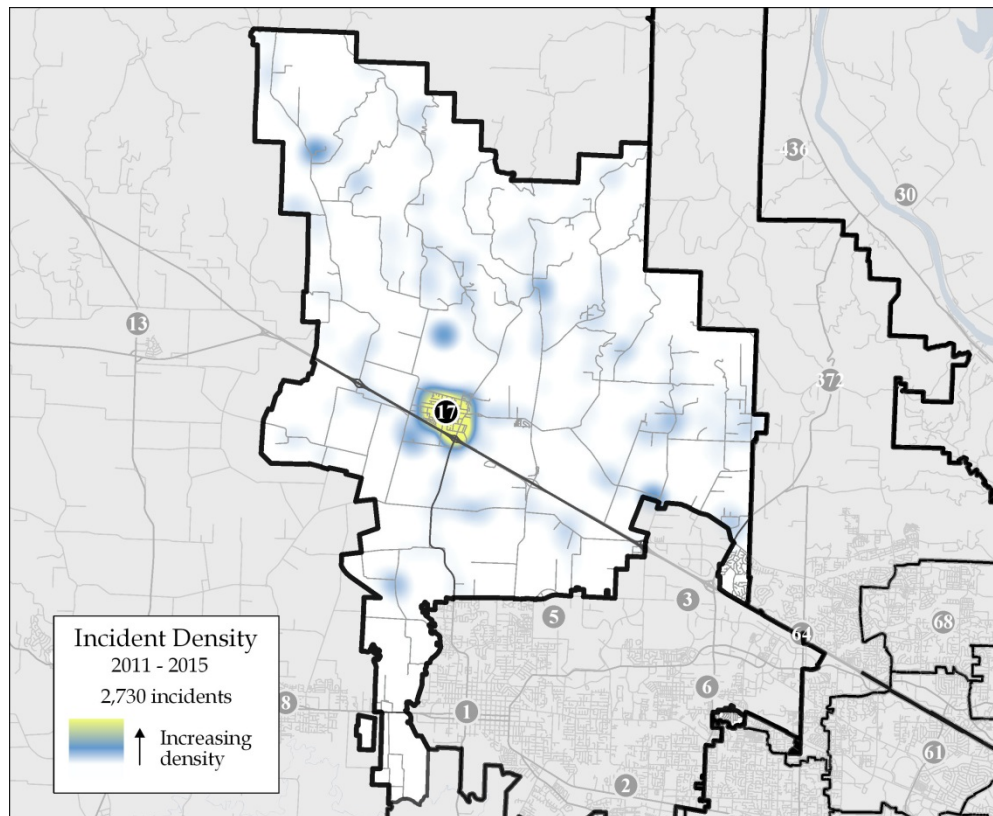 436
30
13
372
17
Incident Density
2011 - 2015
2,730 incidents
Increasing
density
5
3
64
68
8
1
6
2
61